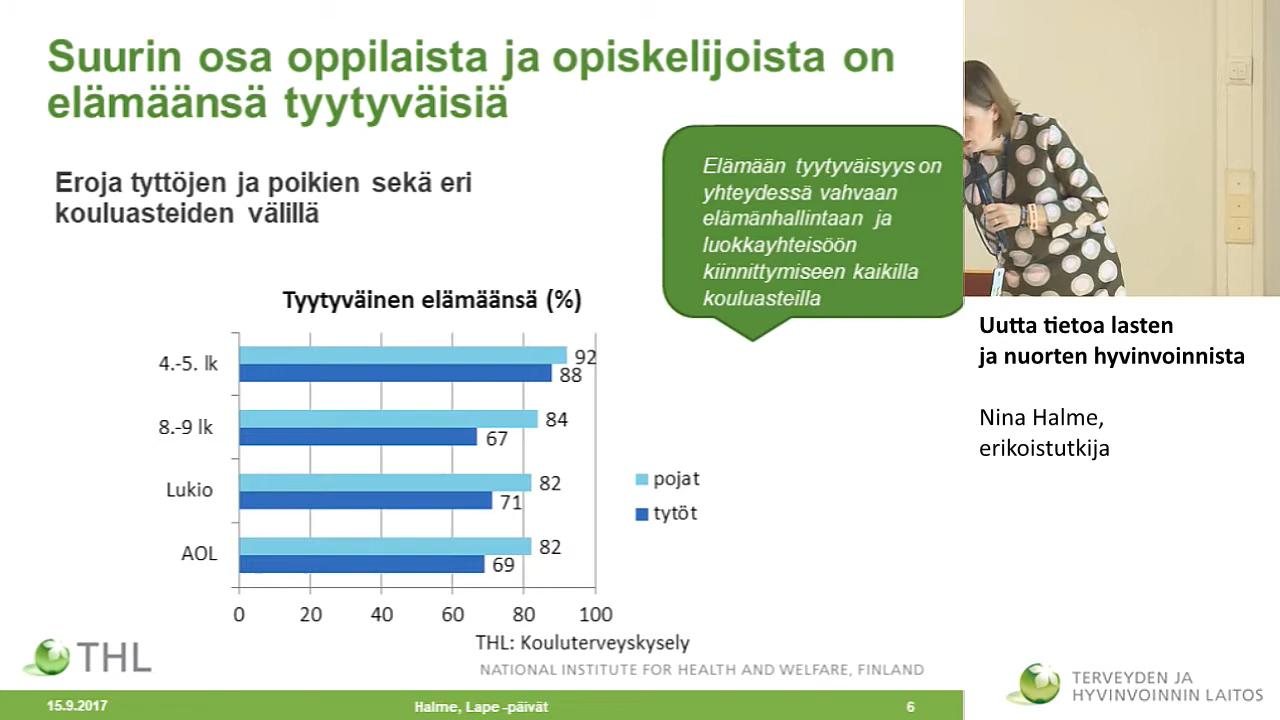 Suurin osa oppilaista ja opiskelijoista on
elämäänsä tyytyväisiä
Eroja tyttöjen ja poikien sekä eri
kouluasteiden välillä
Elämään tyytyväisyys on
yhteydessä vahvaan
elämänhallintaan ja
luokkayhteisöön
kiinnittymiseen kaikilla
kouluasteilla
Tyytyväinen elämäänsä (%)
4.-5. lk
92
88
8.-9 lk
84
67
Lukio
82
71
AOL
82
69
0 20 40 60 80 100
pojat
tytöt
THL: Kouluterveyskysely
THL
NATIONAL INSTITUTE FOR HEALTH AND WELFARE, FINLAND
15.9.2017
Halme, Lape -päivät
6
Uutta tietoa lasten
ja nuorten hyvinvoinnista
Nina Halme,
erikoistutkija
TERVEYDEN JA
HYVINVOINNIN LAITOS